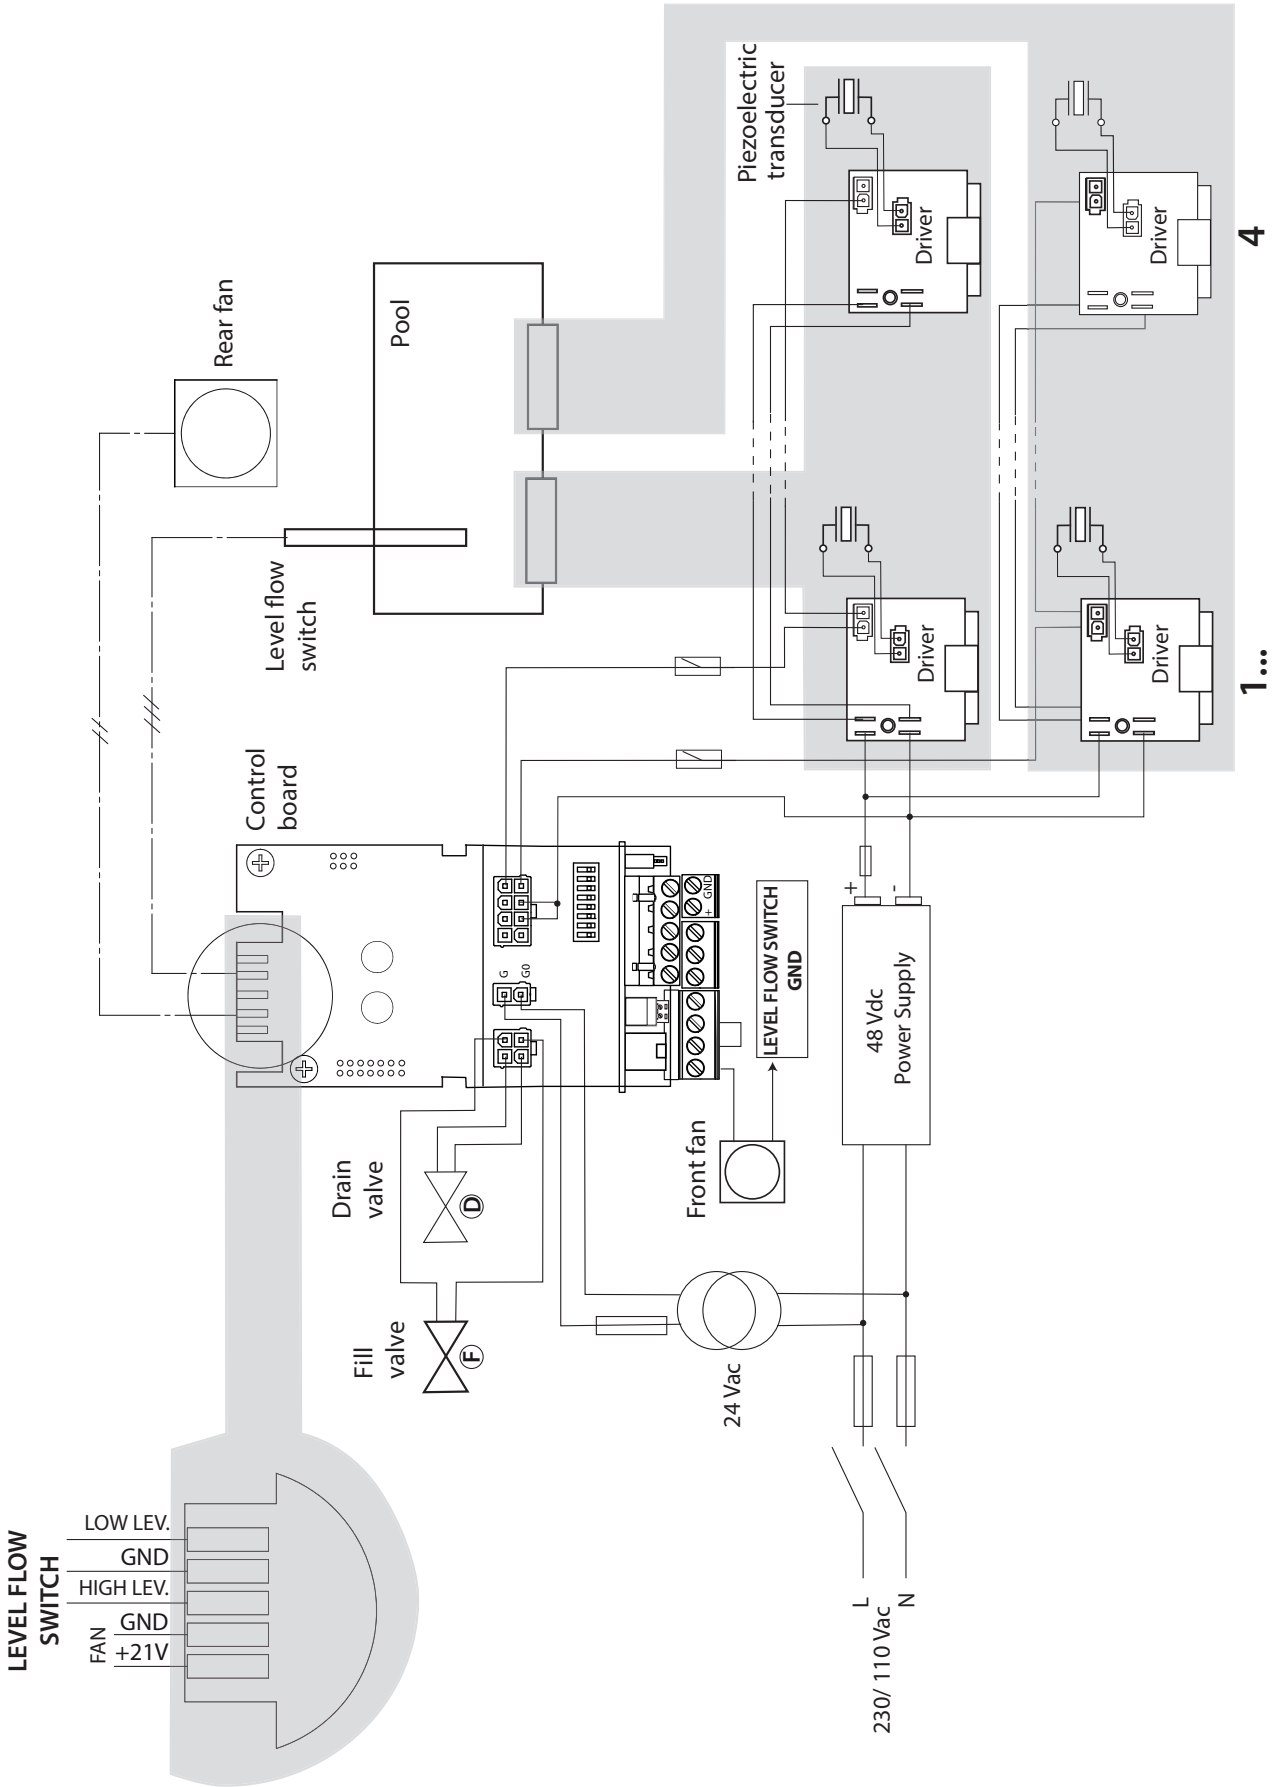 LEVEL FLOW
SWITCH
LOW LEV.
GND
HIGH LEV.
GND
FAN
+21V
Rear fan
Level flow
switch
Pool
Control
board
Drain
valve
D
Fill
valve
F
G
G0
+
GND
Front fan
LEVEL FLOW SWITCH
GND
24 Vac
48 Vdc
Power Supply
+
-
L
N
230/ 110 Vac
Piezoelectric
transducer
Driver
Driver
Driver
Driver
1...
4